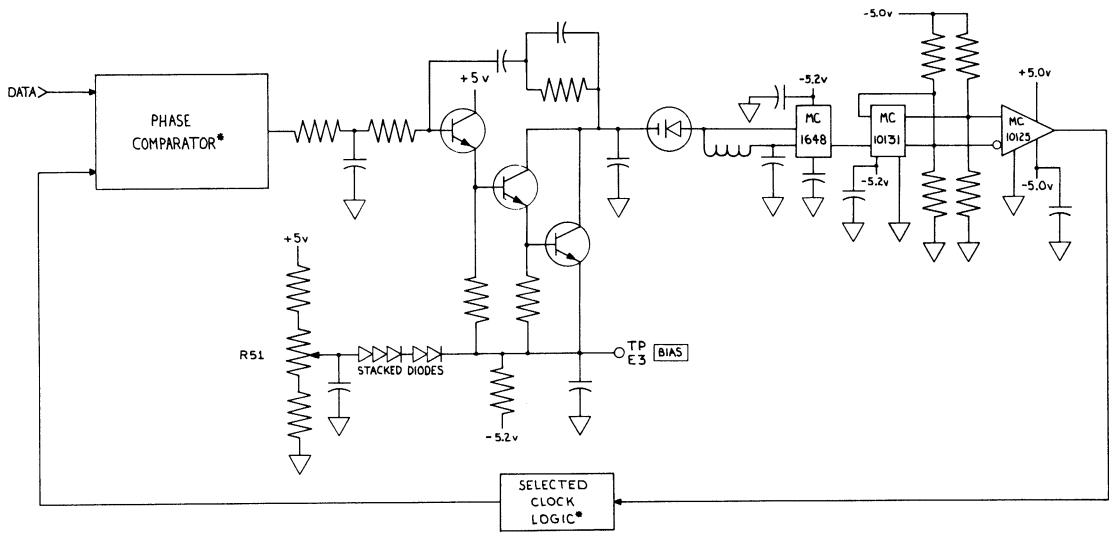 DATA
PHASE
COMPARATOR*
+5v
-5.2v
MC
1648
MC
10131
-5.2v
-5.0v
+5.0v
MC
10125
-5.0v
+5v
R51
STACKED DIODES
TP
E3
BIAS
-5.2v
SELECTED
CLOCK
LOGIC*